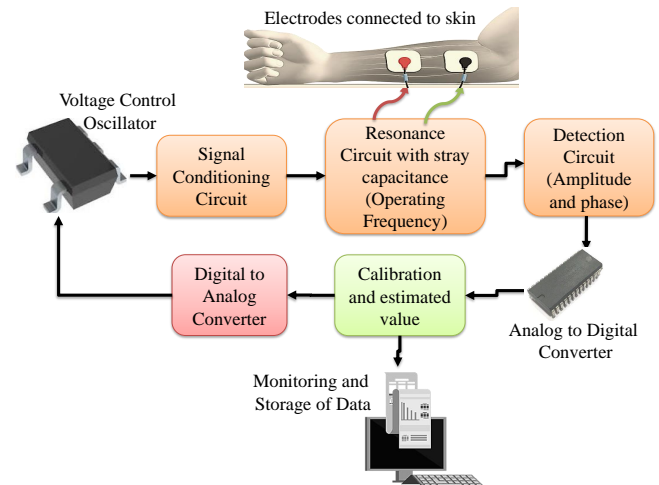 Electrodes connected to skin
Voltage Control
Oscillator
Signal
Conditioning
Circuit
Resonance
Circuit with stray
capacitance
(Operating
Frequency)
Detection
Circuit
(Amplitude
and phase)
Digital to
Analog
Converter
Calibration
and estimated
value
Analog to Digital
Converter
Monitoring and
Storage of Data